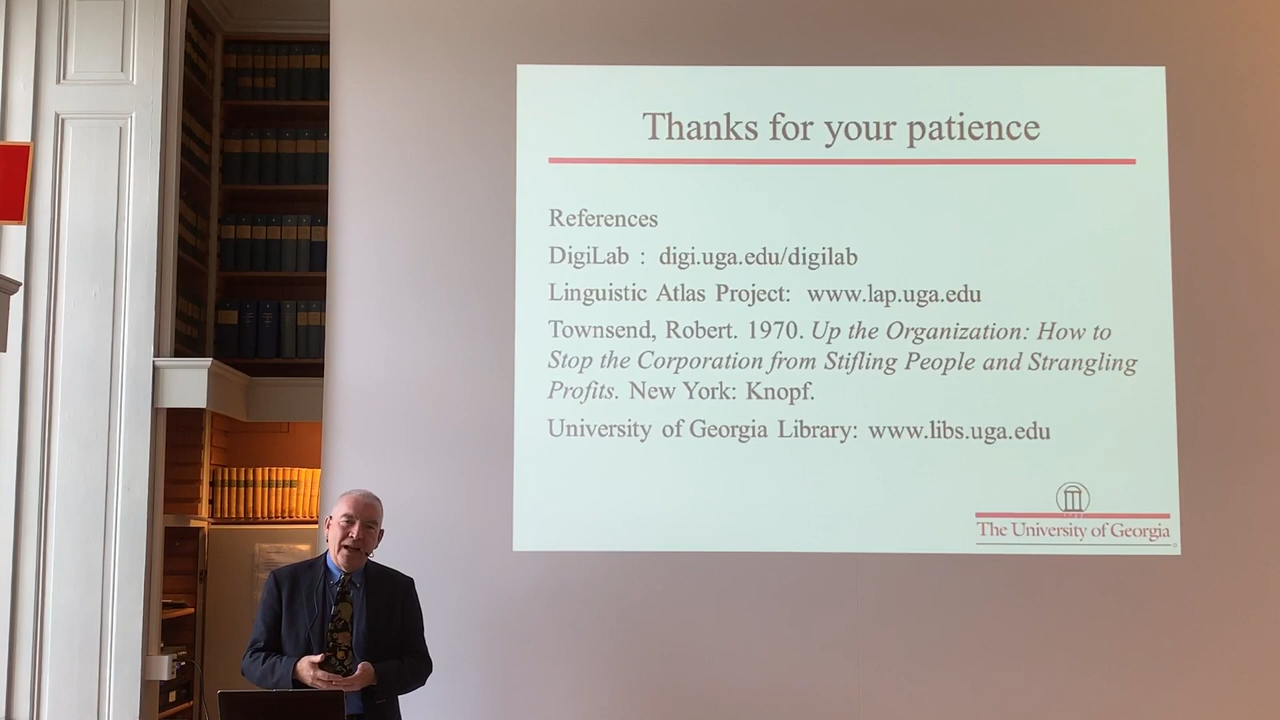 Thanks for your patience
References
DigiLab : digi.uga.edu/digilab
Linguistic Atlas Project: www.lap.uga.edu
Townsend, Robert. 1970. Up the Organization: How to
Stop the Corporation from Stifling People and Strangling
Profits. New York: Knopf.
University of Georgia Library: www.libs.uga.edu
The University of Georgia